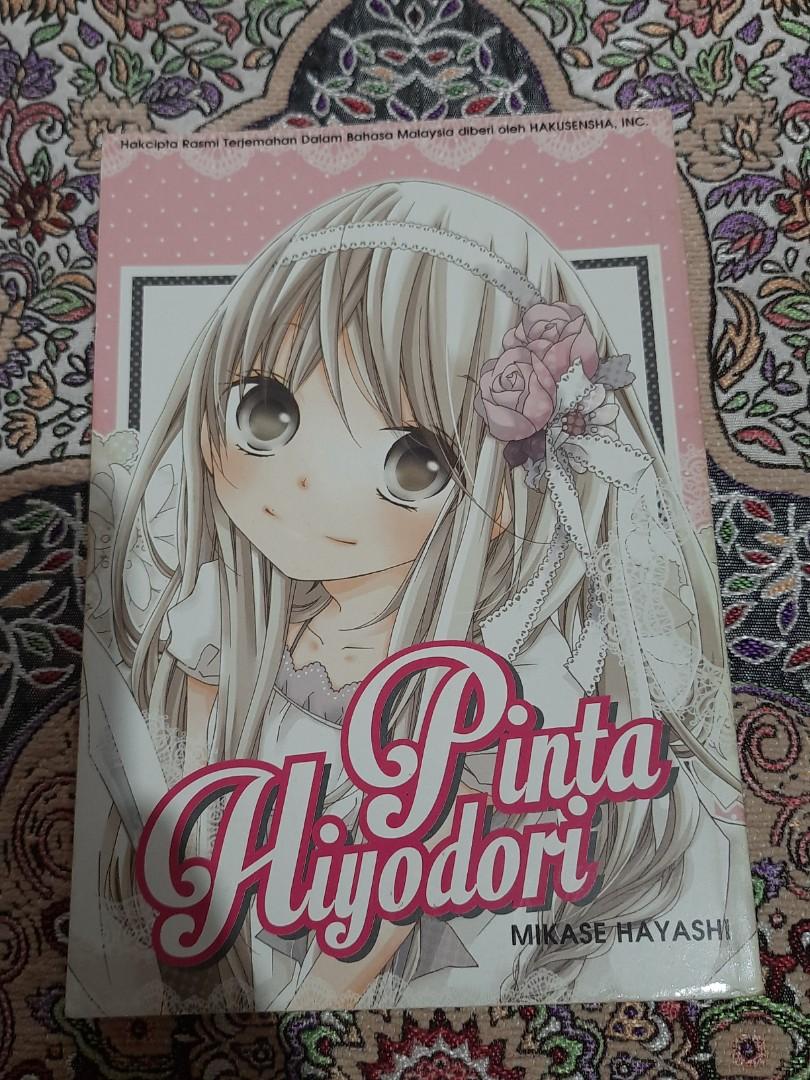 Hakcipta Rasmi Terjemahan Dalam Bahasa Malaysia diberi oleh HAKUSENSHA, INC.
Pinta
Hiyodori
MIKASE HAYASHI